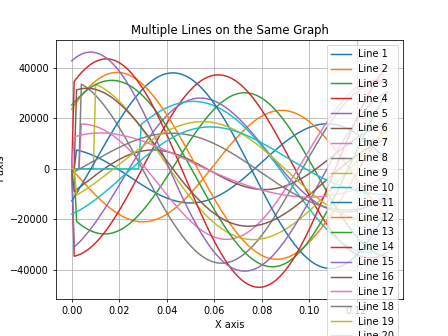 Multiple Lines on the Same Graph
40000
20000
0
−20000
−40000
0.00
0.02
0.04
0.06
0.08
0.10
X axis
Line 1
Line 2
Line 3
Line 4
Line 5
Line 6
Line 7
Line 8
Line 9
Line 10
Line 11
Line 12
Line 13
Line 14
Line 15
Line 16
Line 17
Line 18
Line 19
Line 20